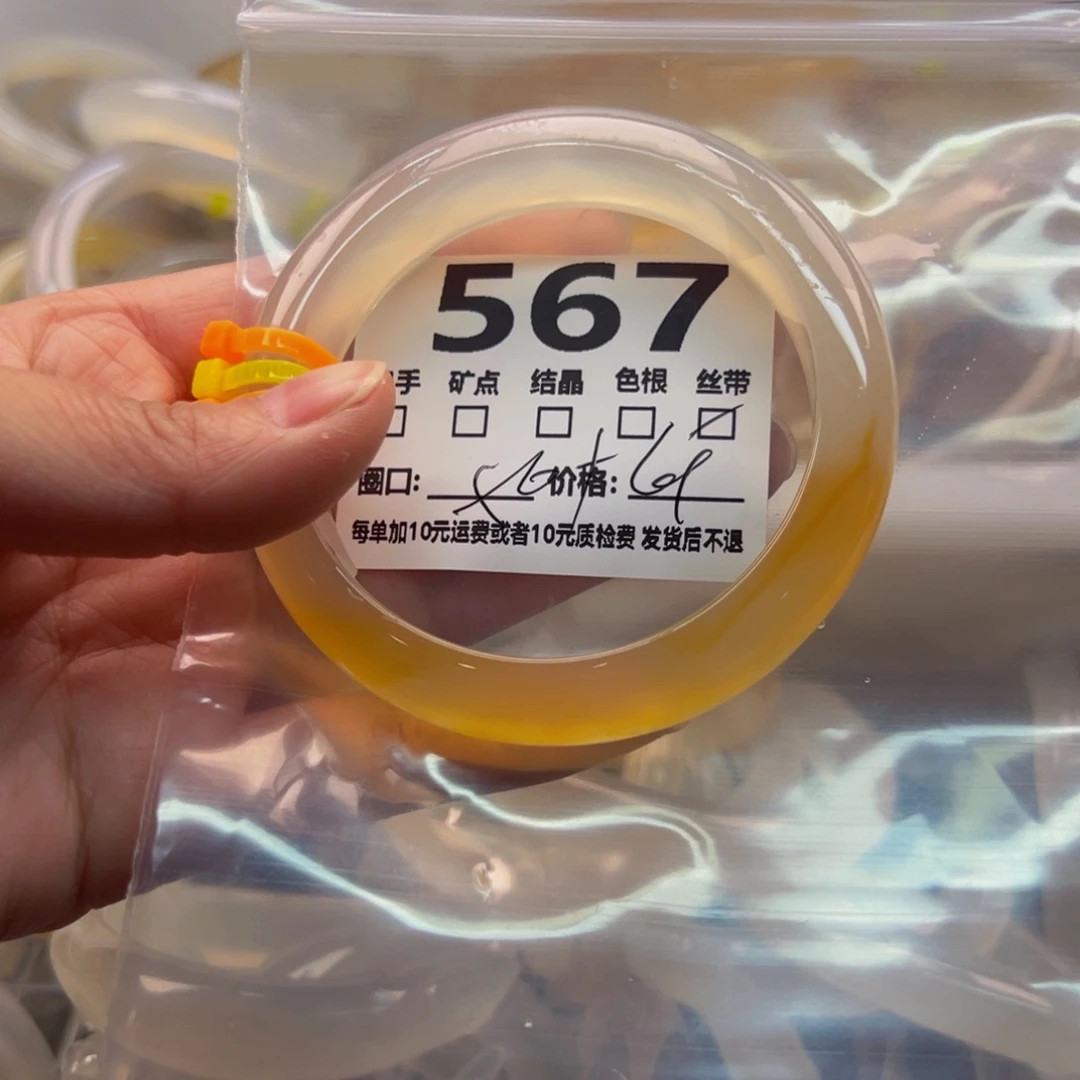 567
手 矿点 结晶 色根 丝带
圈口: 价格:
每单加10元运费或者10元质检费 发货后不退